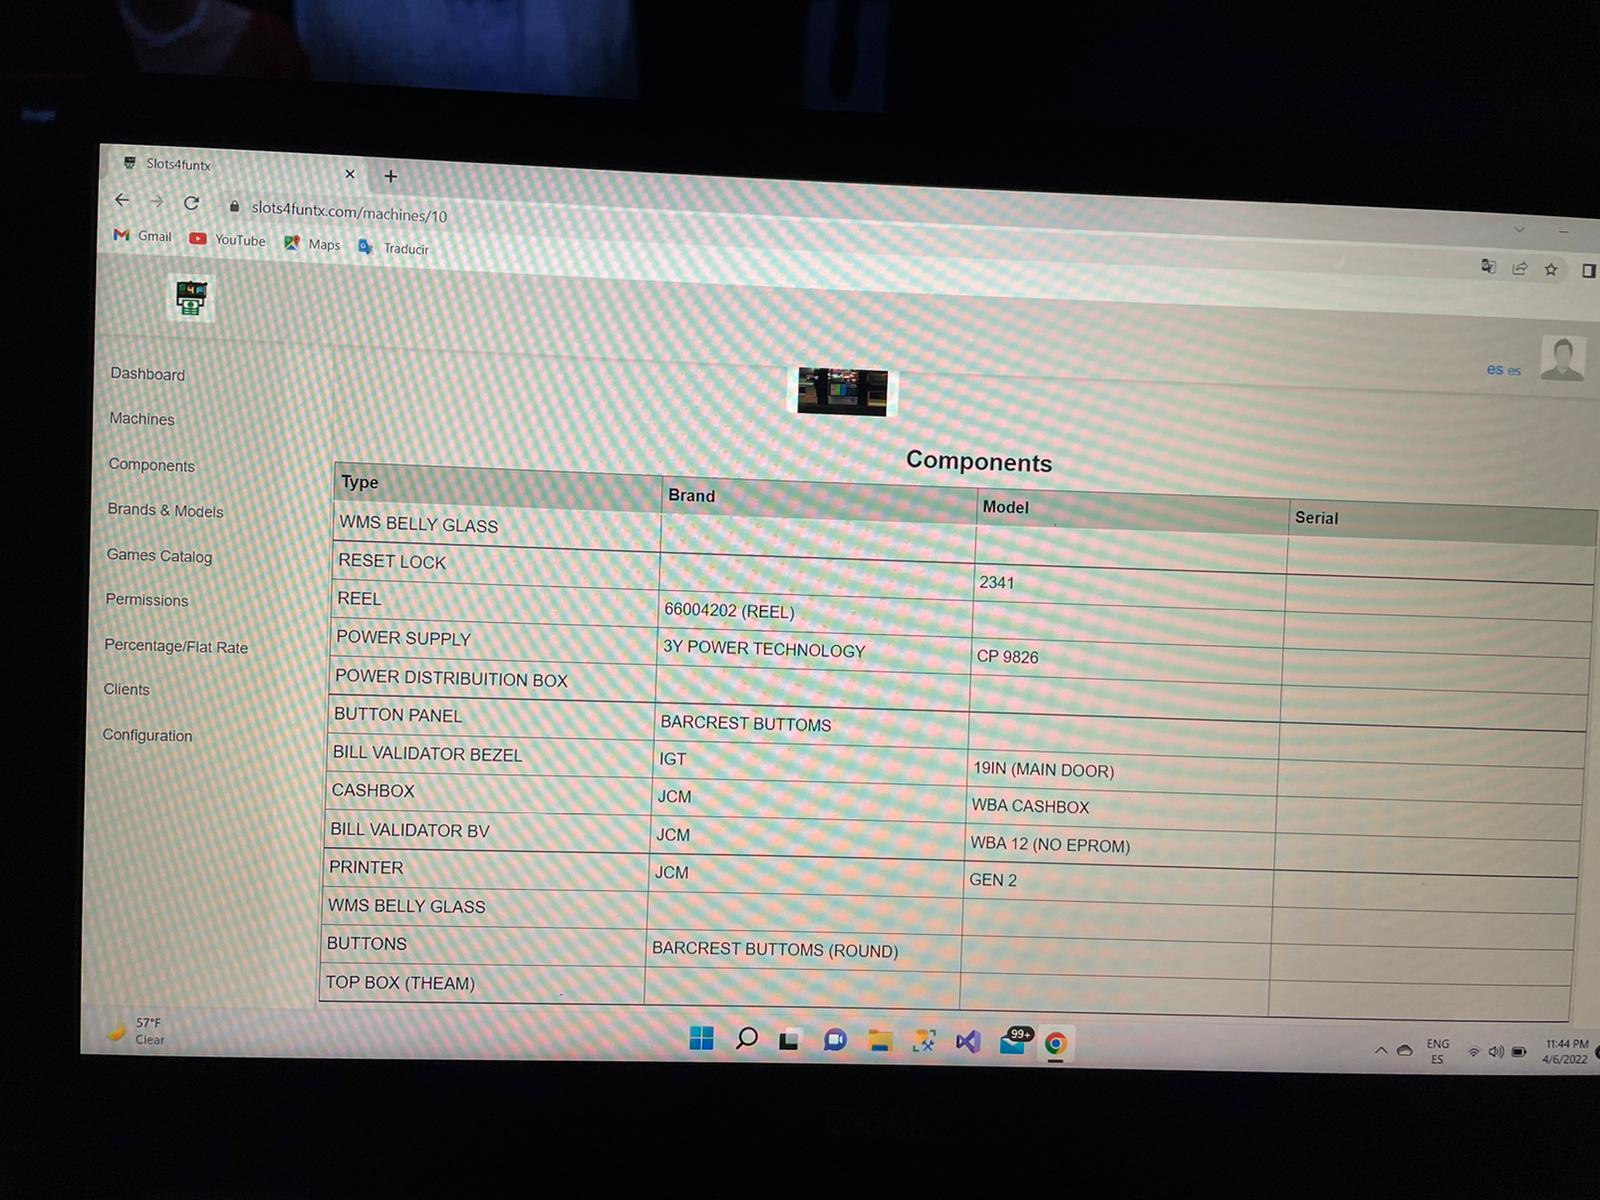 Slots4funtx
slots4funtx.com/machines/10
Gmail YouTube Maps Traducir
es es
Dashboard
Machines
Components
Brands & Models
Games Catalog
Permissions
Percentage/Flat Rate
Clients
Configuration
Components
Type Brand Model Serial
WMS BELLY GLASS
RESET LOCK 2341
REEL 66004202 (REEL)
POWER SUPPLY 3Y POWER TECHNOLOGY CP 9826
POWER DISTRIBUITION BOX
BUTTON PANEL BARCREST BUTTOMS
BILL VALIDATOR BEZEL IGT 19IN (MAIN DOOR)
CASHBOX JCM WBA CASHBOX
BILL VALIDATOR BV JCM WBA 12 (NO EPROM)
PRINTER JCM GEN 2
WMS BELLY GLASS
BUTTONS BARCREST BUTTOMS (ROUND)
TOP BOX (THEAM)
57°F
Clear
99+
ENG
ES
11:44 PM
4/6/2022